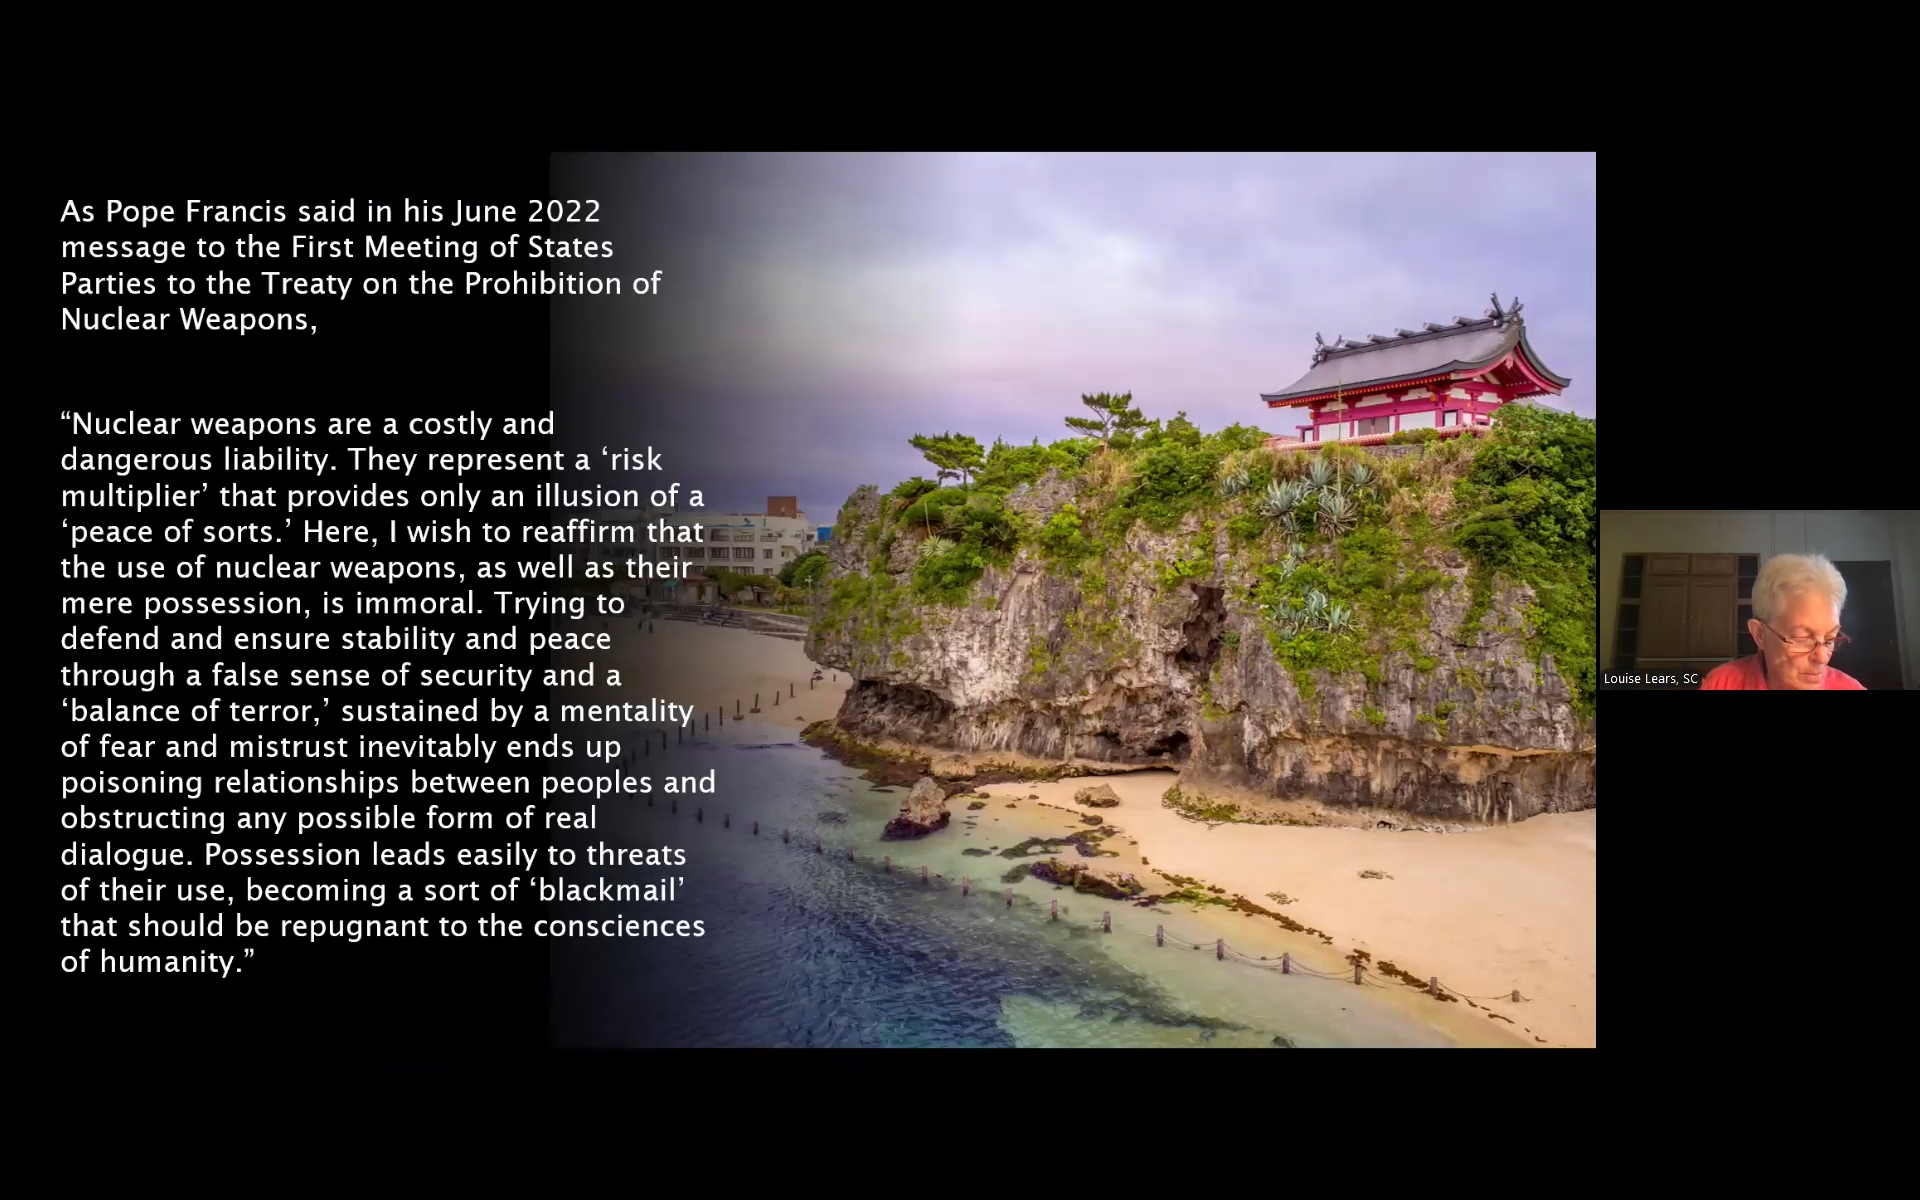 As Pope Francis said in his June 2022
message to the First Meeting of States
Parties to the Treaty on the Prohibition of
Nuclear Weapons,
“Nuclear weapons are a costly and
dangerous liability. They represent a ‘risk
multiplier’ that provides only an illusion of a
‘peace of sorts.’ Here, I wish to reaffirm that
the use of nuclear weapons, as well as their
mere possession, is immoral. Trying to
defend and ensure stability and peace
through a false sense of security and a
‘balance of terror,’ sustained by a mentality
of fear and mistrust inevitably ends up
poisoning relationships between peoples and
obstructing any possible form of real
dialogue. Possession leads easily to threats
of their use, becoming a sort of ‘blackmail’
that should be repugnant to the consciences
of humanity.”
Louise Lears, SC